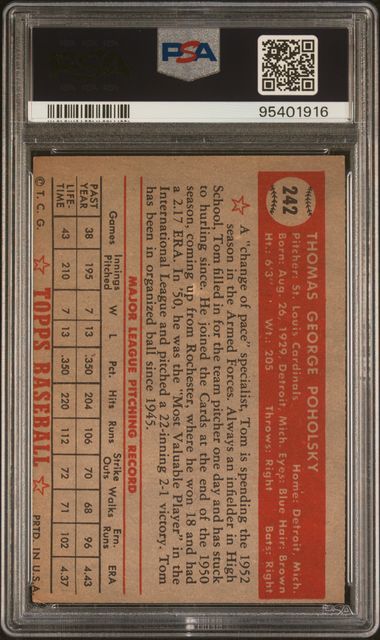 PSA
95401916
242
THOMAS GEORGE POHOLSKY
Pitcher: St. Louis Cardinals Home: Detroit, Mich.
Born: Aug. 26, 1929, Detroit, Mich. Eyes: Blue Hair: Brown
Ht.: 6'3" Wt.: 205 Throws: Right Bats: Right
A "change of pace" specialist, Tom is spending the 1952
season in the Armed Forces. Always an infielder in High
School, Tom filled in for the team pitcher one day and has stuck
to hurling since. He joined the Cards at the end of the 1950
season, coming up from Rochester, where he won 18 and had
a 2.17 ERA. In '50, he was the "Most Valuable Player" in the
International League and pitched a 22-inning 2-1 victory. Tom
has been in organized ball since 1945.
MAJOR LEAGUE PITCHING RECORD
Games Innings Pitched W L Pct. Hits Runs Strike Outs Walks Ern. Runs ERA
PAST YEAR 38 195 7 13 .350 204 106 70 68 96 4.43
LIFE-TIME 43 210 7 13 .350 220 112 72 71 102 4.37
© T. C. G. TOPPS BASEBALL PRTD. IN U.S.A.
PSA